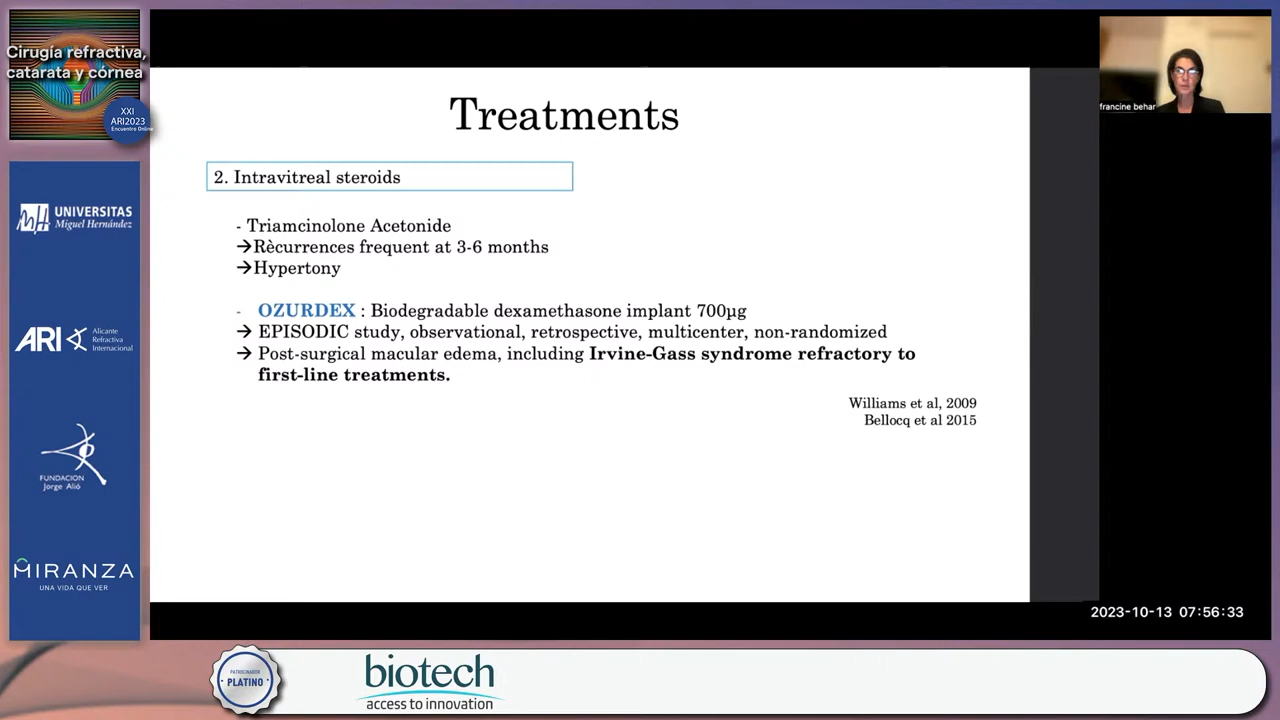 Cirugía refractiva,
catarata y córnea
XXI
ARI2023
Encuentro Online
UNIVERSITAS
Miguel Hernández
ARI
Alicante
Refractiva
Internacional
FUNDACION
Jorge Alió
MIRANZA
UNA VIDA QUE VER
Treatments
2. Intravitreal steroids
- Triamcinolone Acetonide
→Rècurrences frequent at 3-6 months
→Hypertony
- OZURDEX : Biodegradable dexamethasone implant 700µg
→ EPISODIC study, observational, retrospective, multicenter, non-randomized
→ Post-surgical macular edema, including Irvine-Gass syndrome refractory to
first-line treatments.
Williams et al, 2009
Bellocq et al 2015
francine behar
2023-10-13 07:56:33
PATROCINADOR
PLATINO
biotech
access to innovation